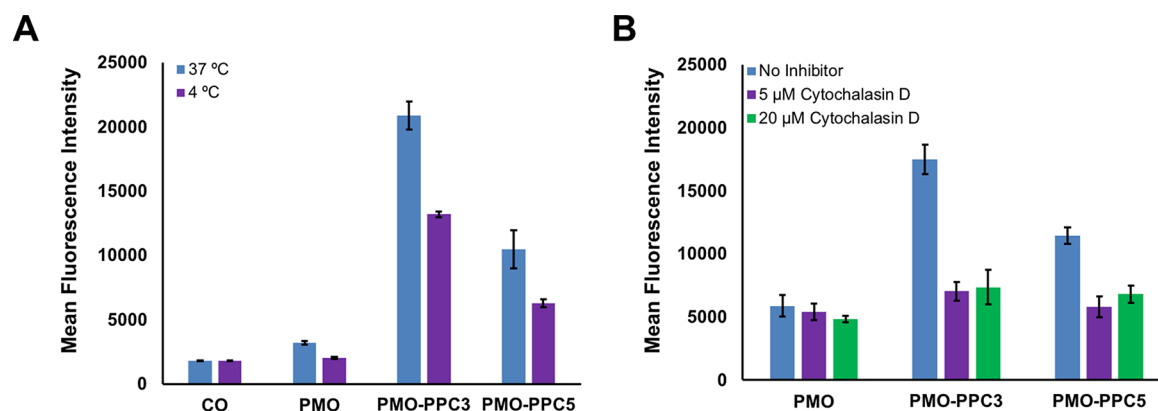 A
Mean Fluorescence Intensity
25000
20000
15000
10000
5000
0
37 ºC
4 ºC
CO
PMO
PMO-PPC3
PMO-PPC5
B
Mean Fluorescence Intensity
25000
20000
15000
10000
5000
0
No Inhibitor
5 µM Cytochalasin D
20 µM Cytochalasin D
PMO
PMO-PPC3
PMO-PPC5